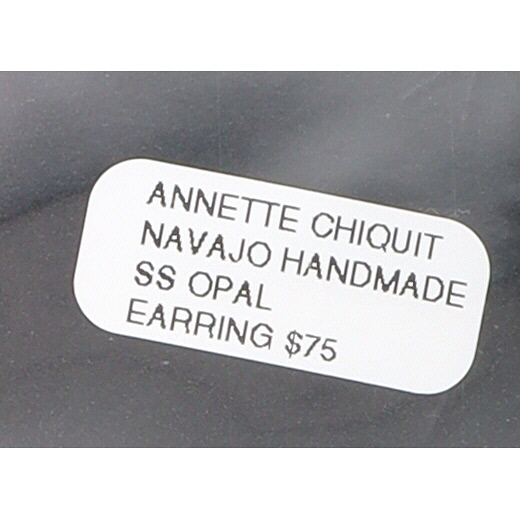 ANNETTE CHIQUIT
NAVAJO HANDMADE
SS OPAL
EARRING $75